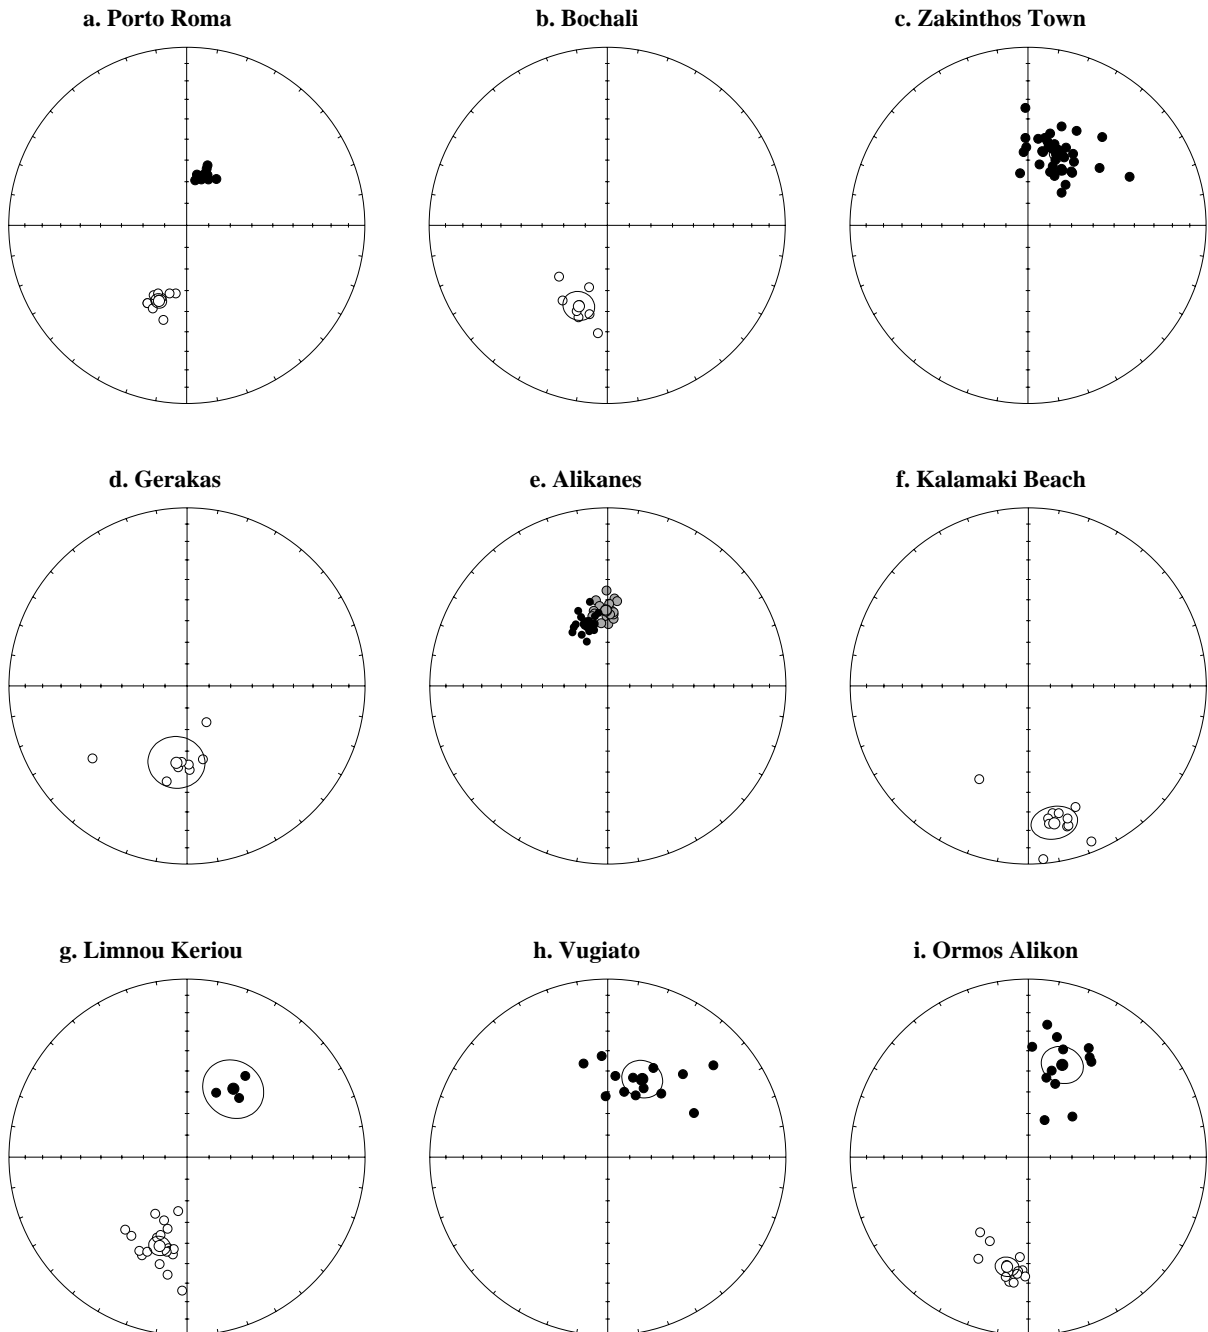 a. Porto Roma
b. Bochali
c. Zakinthos Town
d. Gerakas
e. Alikanes
f. Kalamaki Beach
g. Limnou Keriou
h. Vugiato
i. Ormos Alikon